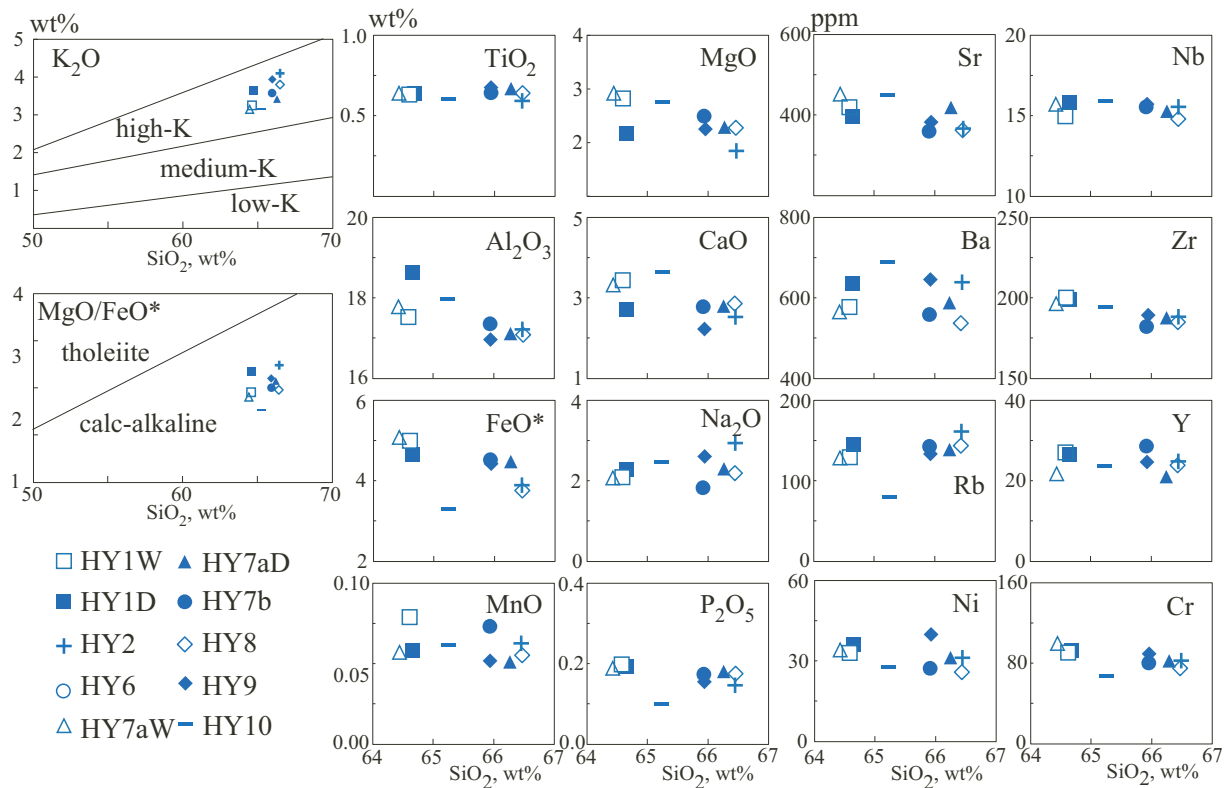 wt%
5
4
3
2
1
K₂O
high-K
medium-K
low-K
50
60
70
SiO₂, wt%
4
3
2
1
MgO/FeO*
tholeiite
calc-alkaline
50
60
70
SiO₂, wt%
HY1W
HY1D
HY2
HY6
HY7aW
HY7aD
HY7b
HY8
HY9
HY10
wt%
1.0
0.5
TiO₂
4
3
2
1
MgO
ppm
600
400
Sr
20
15
10
Nb
20
18
16
Al₂O₃
5
3
1
CaO
800
600
400
Ba
250
200
150
Zr
6
4
2
FeO*
4
2
0
Na₂O
200
100
0
Rb
40
20
0
Y
0.10
0.05
0.00
MnO
64
65
66
67
SiO₂, wt%
0.4
0.2
0.0
P₂O₅
64
65
66
67
SiO₂, wt%
60
30
0
Ni
64
65
66
67
SiO₂, wt%
160
80
0
Cr
64
65
66
67
SiO₂, wt%